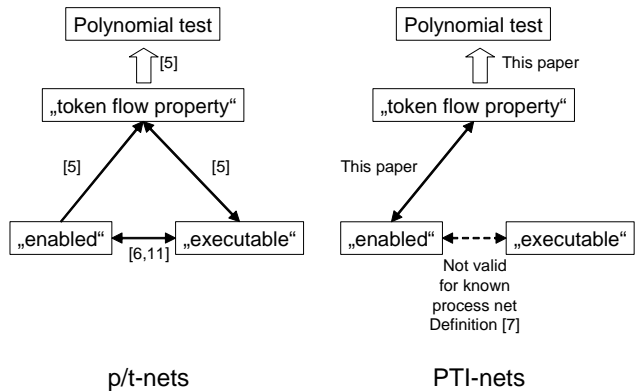 Polynomial test
[5]
„token flow property“
[5]
[5]
„enabled“
„executable“
[6,11]
p/t-nets
Polynomial test
This paper
„token flow property“
This paper
„enabled“
„executable“
Not valid
for known
process net
Definition [7]
PTI-nets